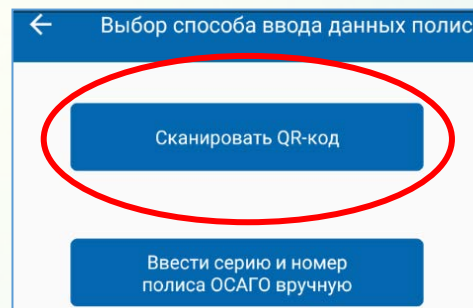 Выбор способа ввода данных полис
Сканировать QR-код
Ввести серию и номер
полиса ОСАГО вручную